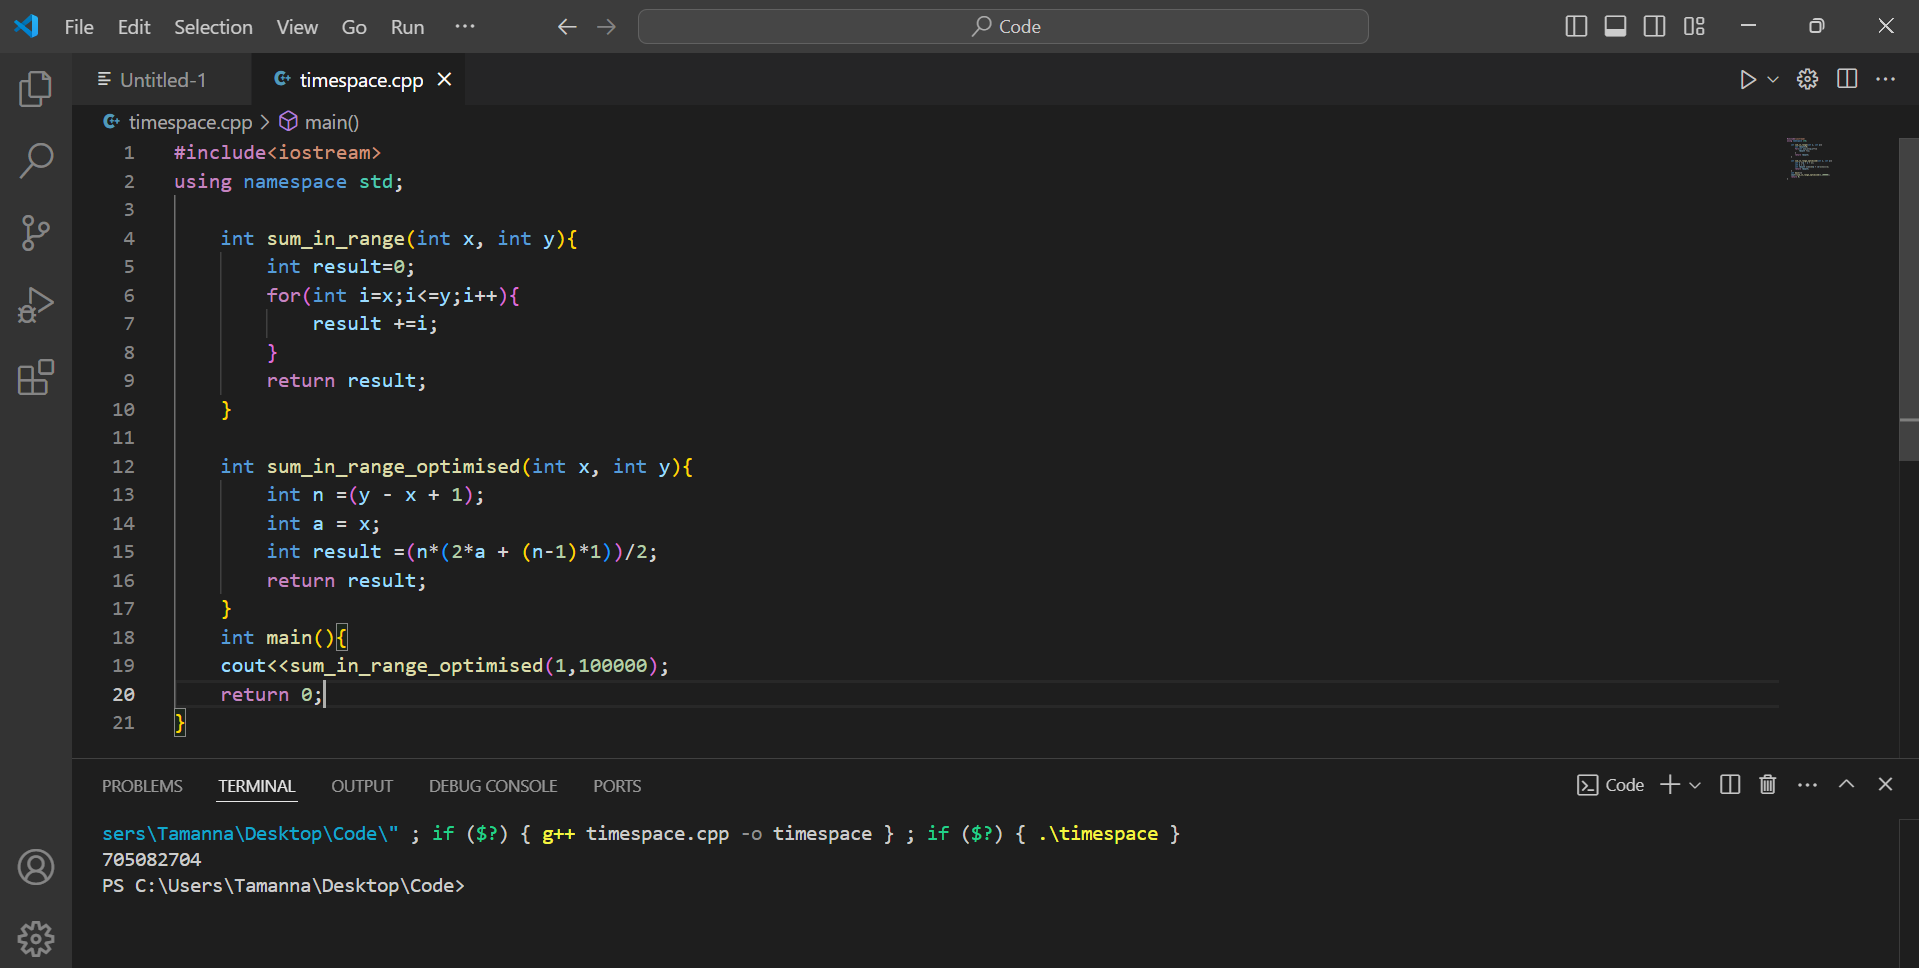 File Edit Selection View Go Run ··· Code
Untitled-1 timespace.cpp
timespace.cpp > main()
1 #include<iostream>
2 using namespace std;
3
4 int sum_in_range(int x, int y){
5 int result=0;
6 for(int i=x;i<=y;i++){
7 result +=i;
8 }
9 return result;
10 }
11
12 int sum_in_range_optimised(int x, int y){
13 int n =(y - x + 1);
14 int a = x;
15 int result =(n*(2*a + (n-1)*1))/2;
16 return result;
17 }
18 int main(){
19 cout<<sum_in_range_optimised(1,100000);
20 return 0;
21 }
PROBLEMS TERMINAL OUTPUT DEBUG CONSOLE PORTS Code
sers\Tamanna\Desktop\Code\" ; if ($?) { g++ timespace.cpp -o timespace } ; if ($?) { .\timespace }
705082704
PS C:\Users\Tamanna\Desktop\Code>